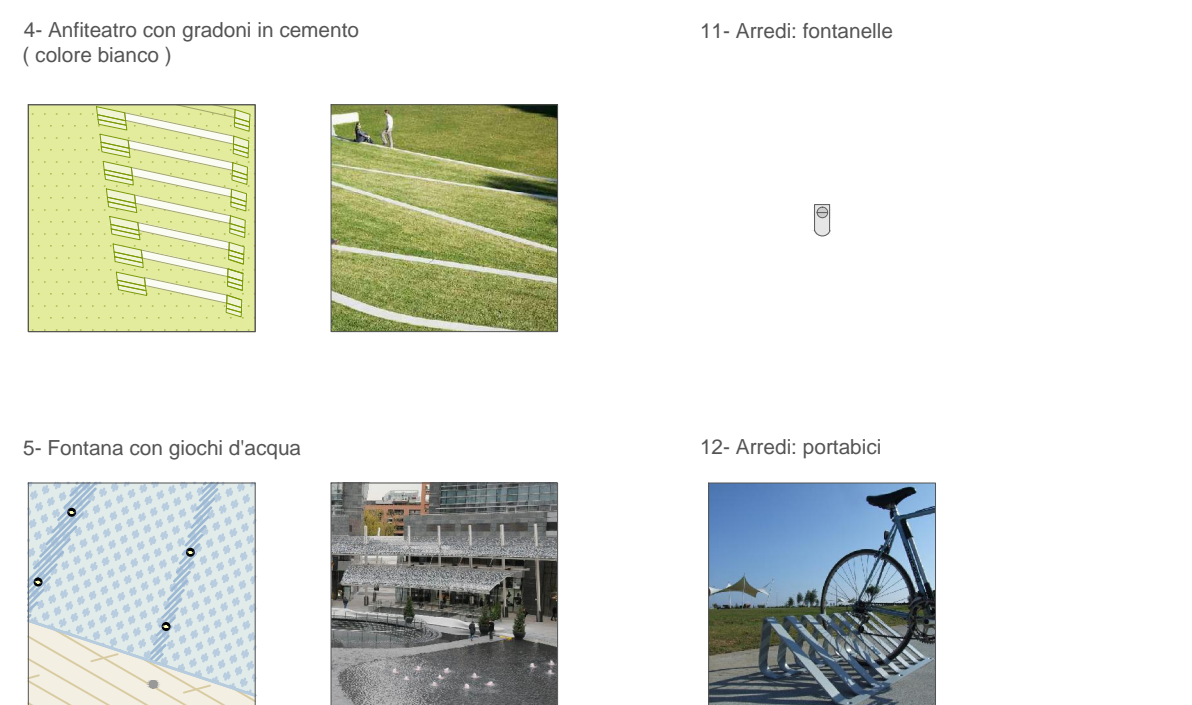 4- Anfiteatro con gradoni in cemento
( colore bianco )
11- Arredi: fontanelle
5- Fontana con giochi d'acqua
12- Arredi: portabici